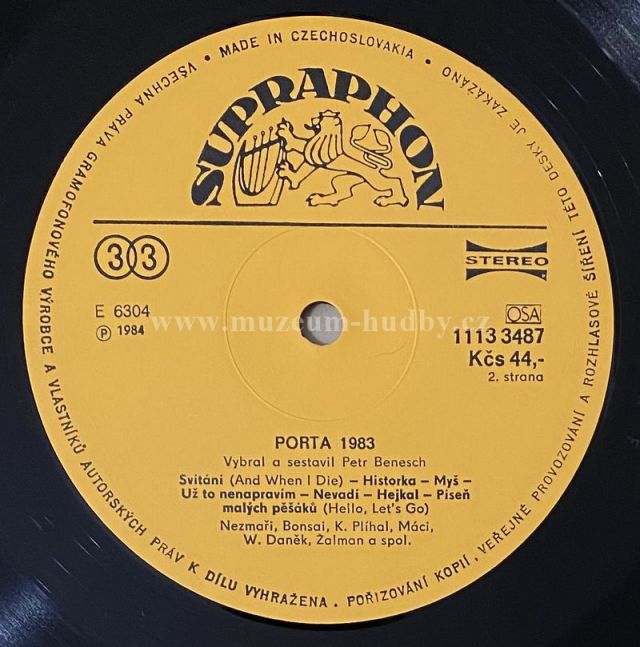 VŠECHNA PRÁVA GRAMOFONOVÉHO VÝROBCE A VLASTNÍKŮ AUTORSKÝCH PRÁV K DÍLU VYHRAŽENA · POŘIZOVÁNÍ KOPIÍ, VEŘEJNÉ PROVOZOVÁNÍ A ROZHLASOVÉ ŠÍŘENÍ TÉTO DESKY JE ZAKÁZÁNO
· MADE IN CZECHOSLOVAKIA ·
SUPRAPHON
33
STEREO
E 6304
Ⓟ 1984
OSA
www.muzeum-hudby.cz
1113 3487
Kčs 44,-
2. strana
PORTA 1983
Vybral a sestavil Petr Benesch
Svítání (And When I Die) – Historka – Myš –
Už to nenapravím – Nevadí – Hejkal – Píseň
malých pěšáků (Hello, Let's Go)
Nezmaři, Bonsai, K. Plíhal, Máci,
W. Daněk, Žalman a spol.